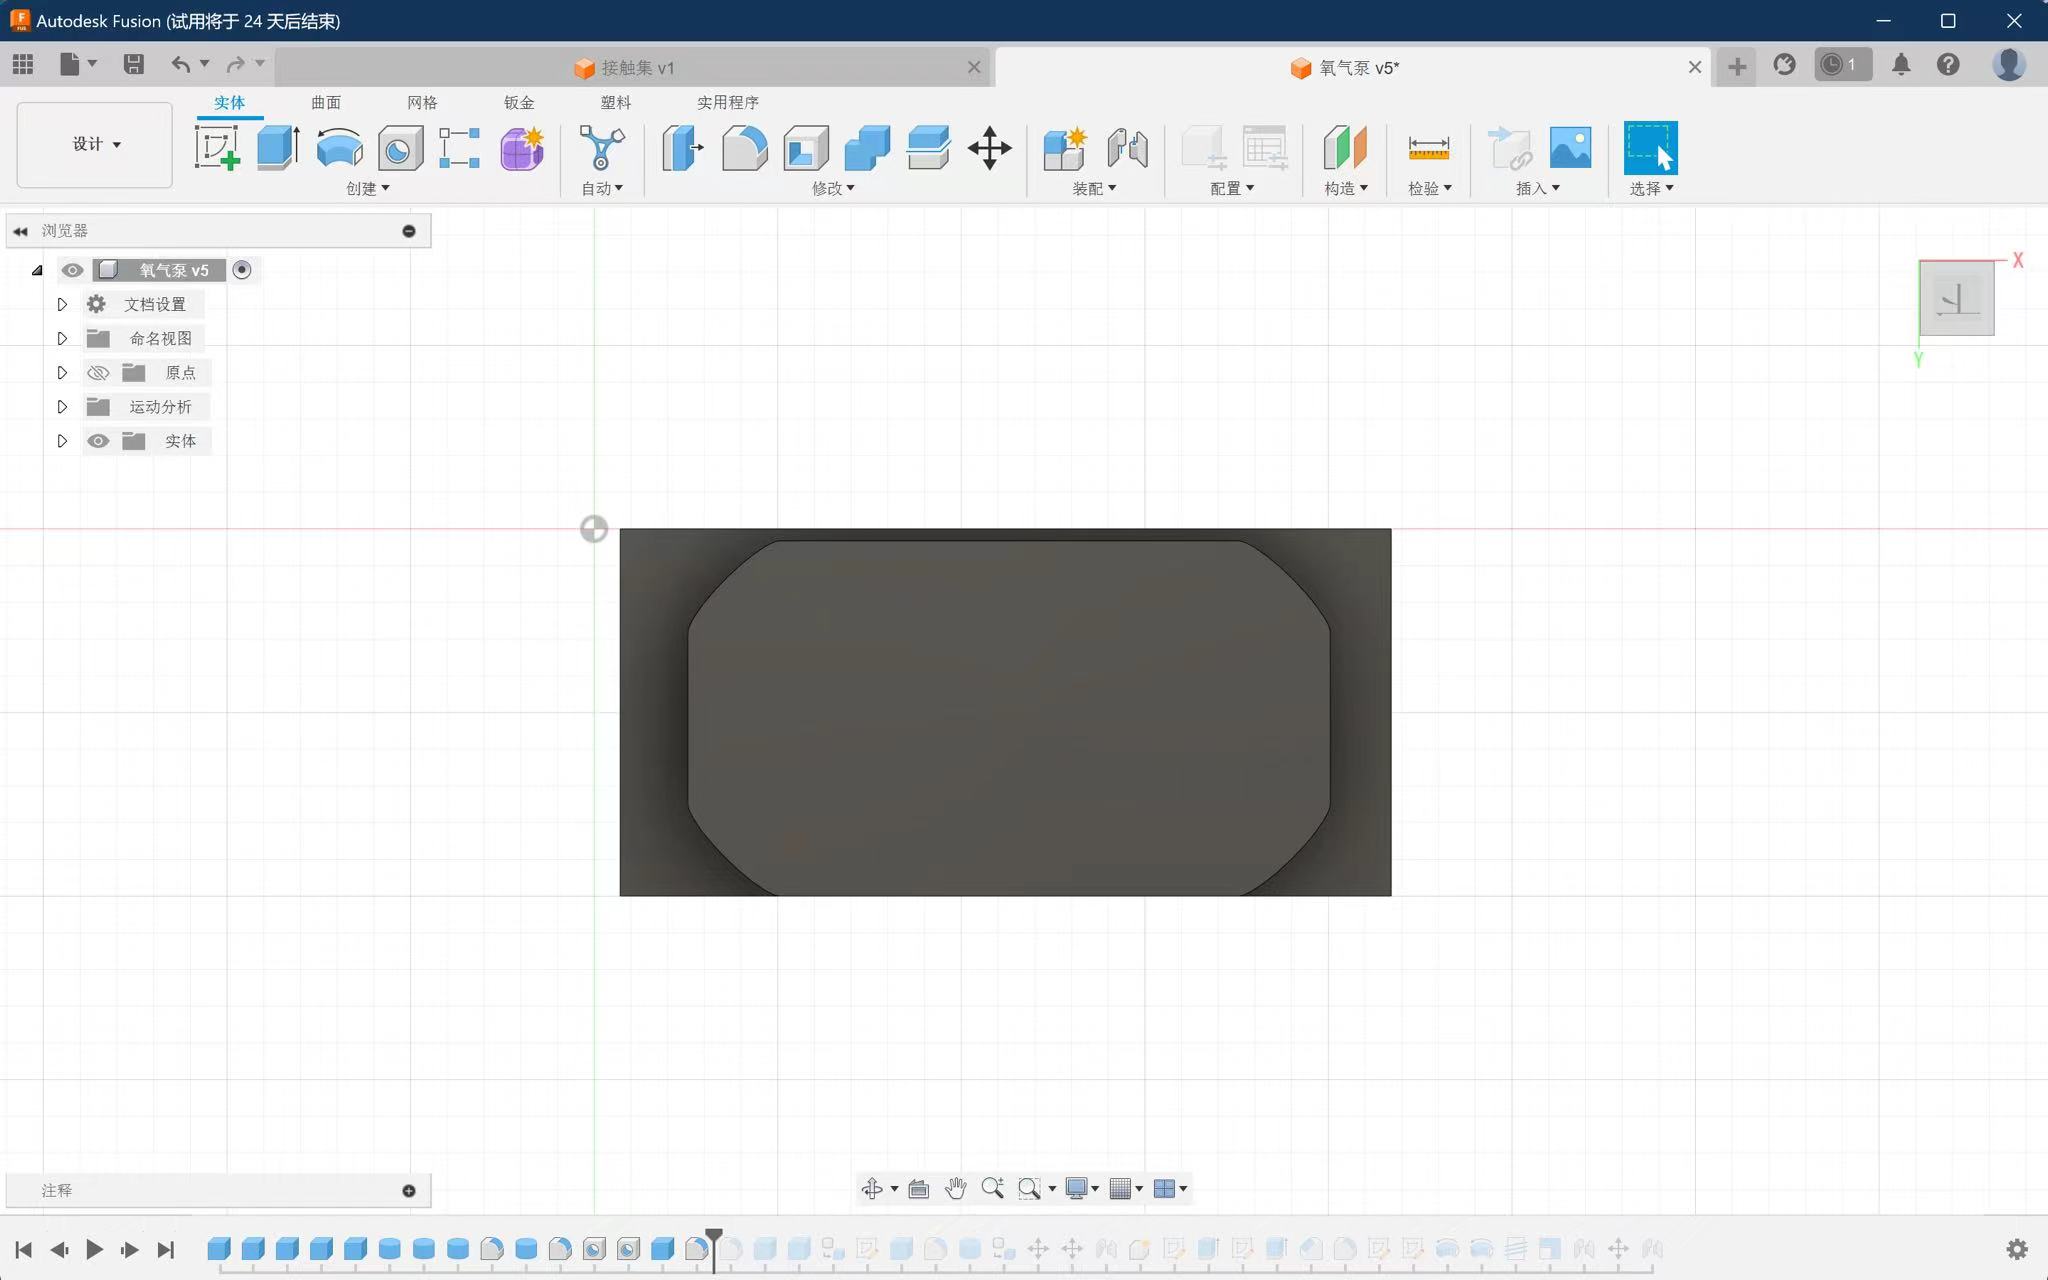 Autodesk Fusion (试用将于 24 天后结束)
接触集 v1
氧气泵 v5*
1
实体 曲面 网格 钣金 塑料 实用程序
设计
创建 自动 修改 装配 配置 构造 检验 插入 选择
浏览器
氧气泵 v5
文档设置
命名视图
原点
运动分析
实体
X
上
Y
注释